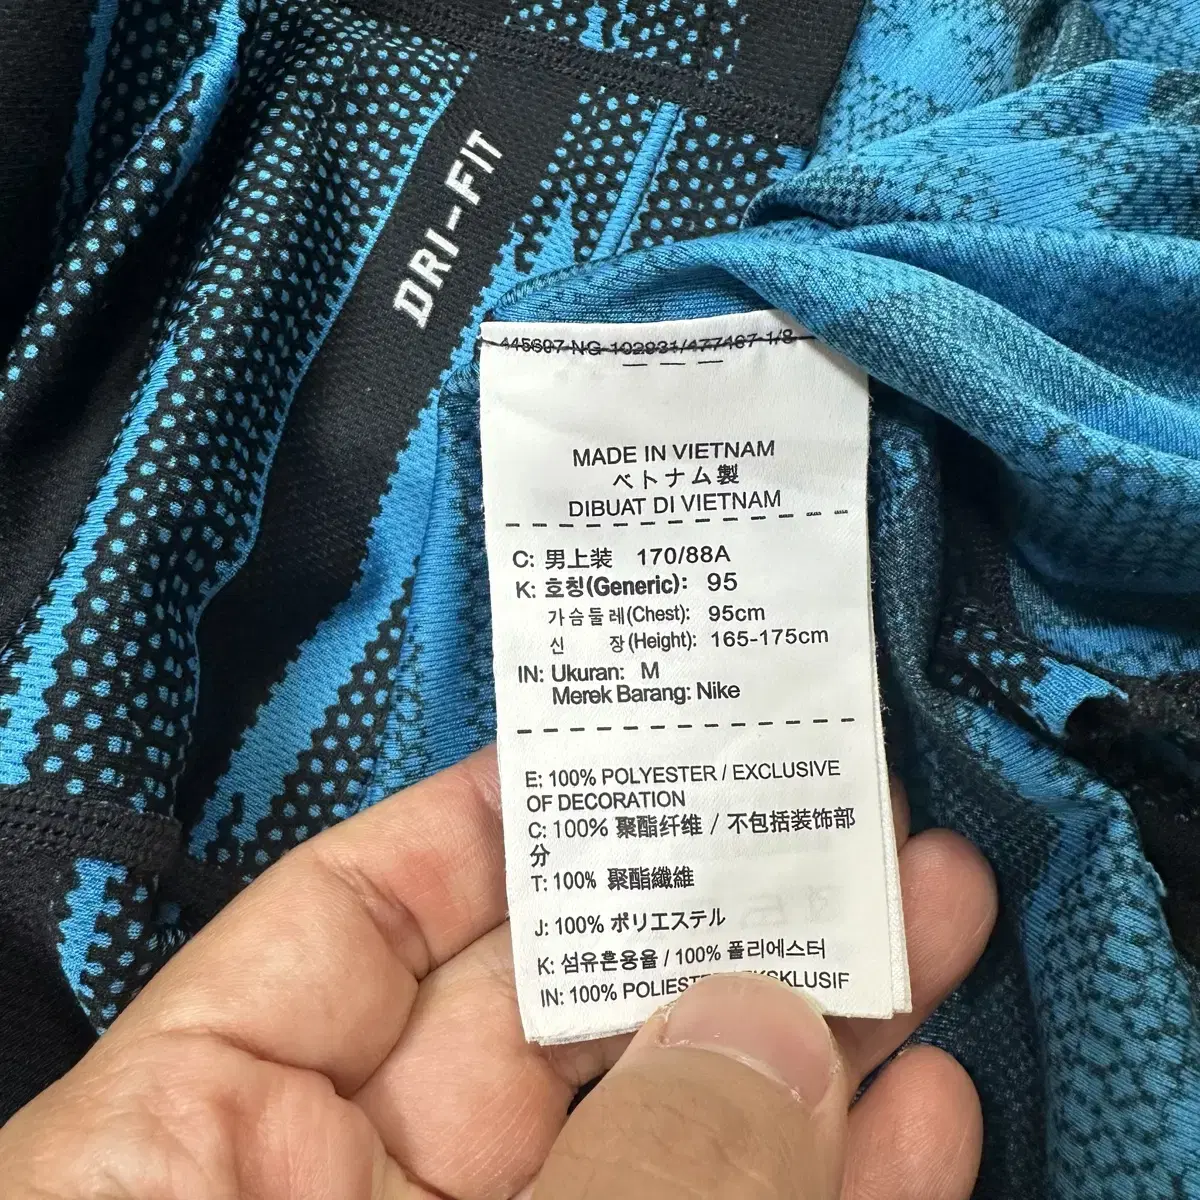 DRI-FIT
MADE IN VIETNAM
ベトナム製
DIBUAT DI VIETNAM
C: 男上装 170/88A
K: 호칭(Generic): 95
가슴둘레(Chest): 95cm
신 장(Height): 165-175cm
IN: Ukuran: M
Merek Barang: Nike
E; 100% POLYESTER / EXCLUSIVE
OF DECORATION
C: 100% 聚酯纤维 / 不包括装饰部
分
T: 100% 聚酯纖維
J: 100% ポリエステル
K: 섬유혼용율 / 100% 폴리에스터
IN: 100%